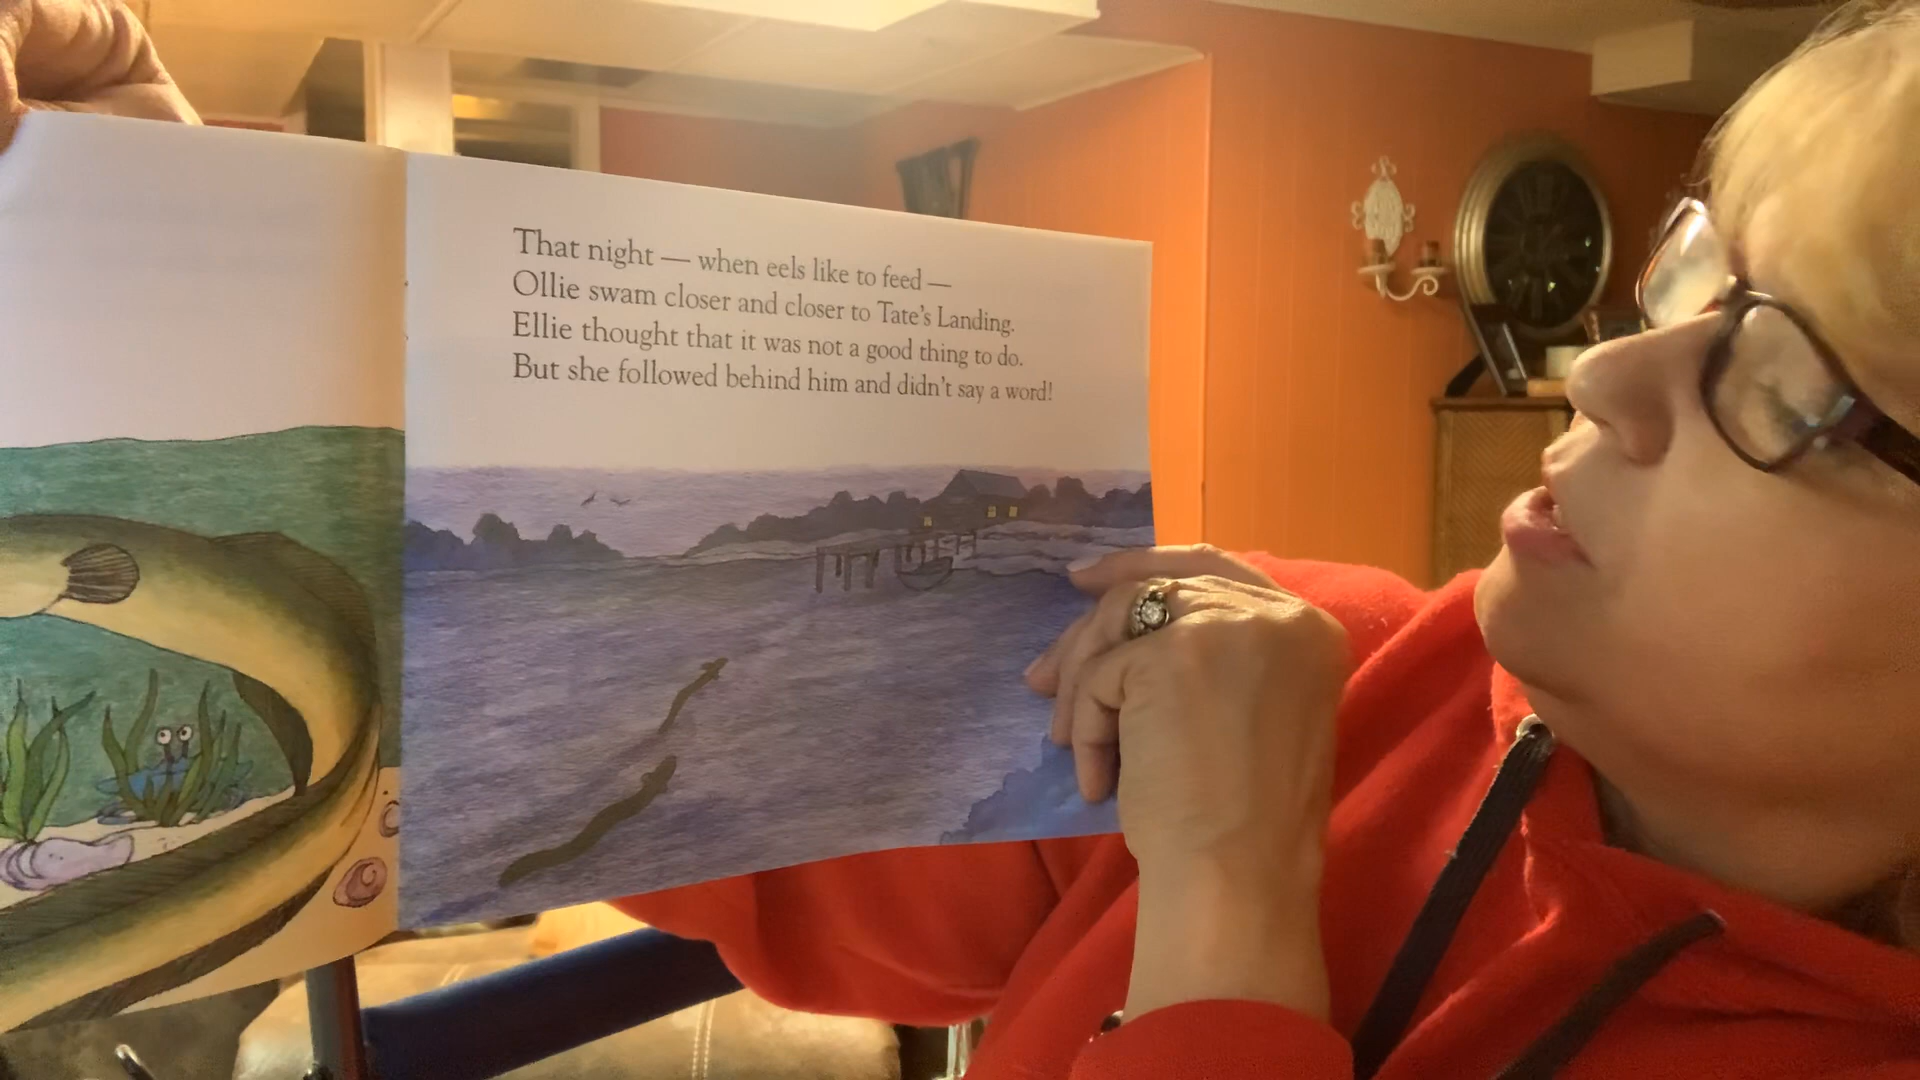 That night — when eels like to feed —
Ollie swam closer and closer to Tate's Landing.
Ellie thought that it was not a good thing to do.
But she followed behind him and didn't say a word!